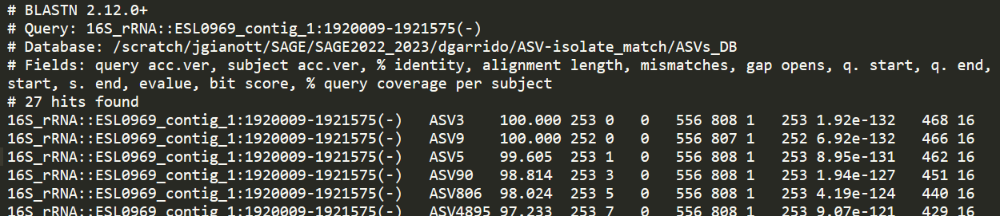 # BLASTN 2.12.0+
# Query: 16S_rRNA::ESL0969_contig_1:1920009-1921575(-)
# Database: /scratch/jgianott/SAGE/SAGE2022_2023/dgarrido/ASV-isolate_match/ASVs_DB
# Fields: query acc.ver, subject acc.ver, % identity, alignment length, mismatches, gap opens, q. start, q. end,
start, s. end, evalue, bit score, % query coverage per subject
# 27 hits found
16S_rRNA::ESL0969_contig_1:1920009-1921575(-)	ASV3	100.000	253	0	0	556	808	1	253	1.92e-132	468	16
16S_rRNA::ESL0969_contig_1:1920009-1921575(-)	ASV9	100.000	252	0	0	556	807	1	252	6.92e-132	466	16
16S_rRNA::ESL0969_contig_1:1920009-1921575(-)	ASV5	99.605	253	1	0	556	808	1	253	8.95e-131	462	16
16S_rRNA::ESL0969_contig_1:1920009-1921575(-)	ASV90	98.814	253	3	0	556	808	1	253	1.94e-127	451	16
16S_rRNA::ESL0969_contig_1:1920009-1921575(-)	ASV806	98.024	253	5	0	556	808	1	253	4.19e-124	440	16
16S_rRNA::ESL0969_contig_1:1920009-1921575(-)	ASV4895	97.233	253	7	0	556	808	1	253	9.07e-121	429	16